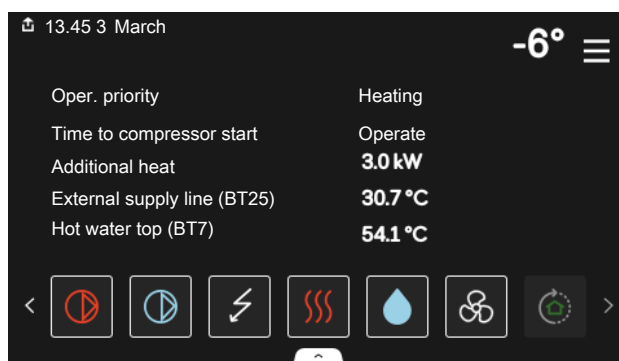 13.45 3 March
-6°
Oper. priority Heating
Time to compressor start Operate
Additional heat 3.0 kW
External supply line (BT25) 30.7 °C
Hot water top (BT7) 54.1 °C